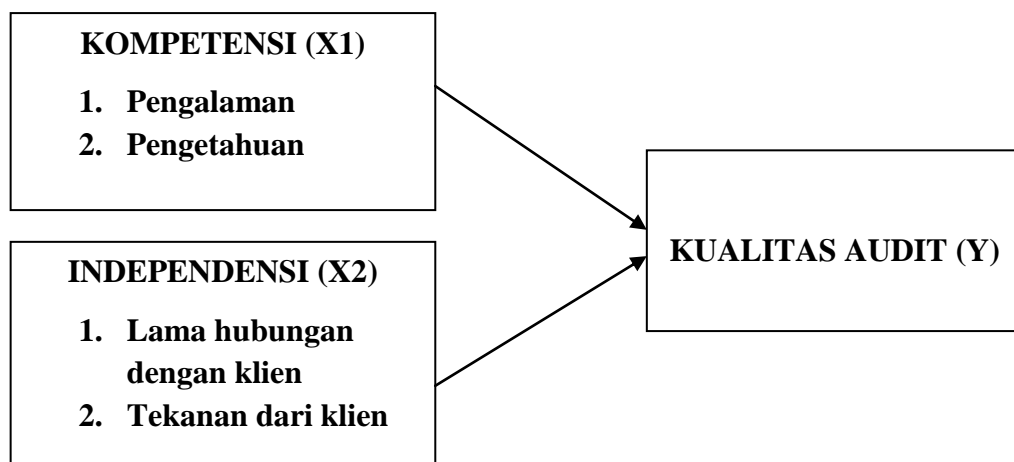 KOMPETENSI (X1)
1. Pengalaman
2. Pengetahuan
INDEPENDENSI (X2)
1. Lama hubungan
dengan klien
2. Tekanan dari klien
KUALITAS AUDIT (Y)